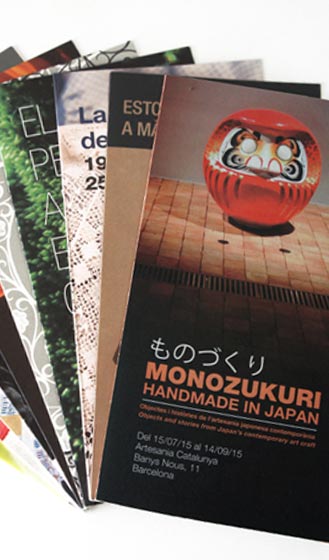 EL
PE
A
E
La
de
19
25
ESTO
A MA
ものづくり
MONOZUKURI
HANDMADE IN JAPAN
Objectes i històries de l'artesania japonesa contemporània
Objects and stories from Japan's contemporary art craft
Del 15/07/15 al 14/09/15
Artesania Catalunya
Banys Nous, 11
Barcelona